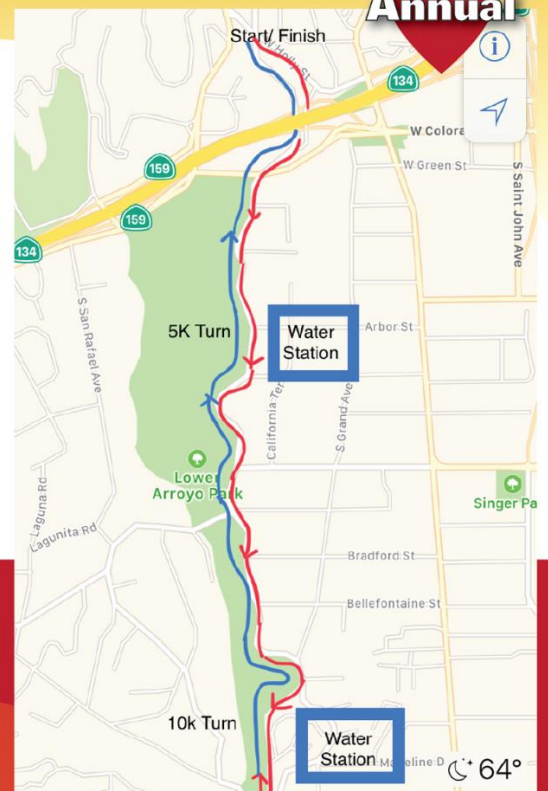 Annual
Start/ Finish
W Holly St
134
W Colora
W Green St
159
159
134
S Saint John Ave
S San Rafael Ave
5K Turn
Water
Station
Arbor St
California Ter
S Grand Ave
Lower
Arroyo Park
Singer Pa
Laguna Rd
Lagunita Rd
Bradford St
Bellefontaine St
10k Turn
Water
Station
Madeline D
64°